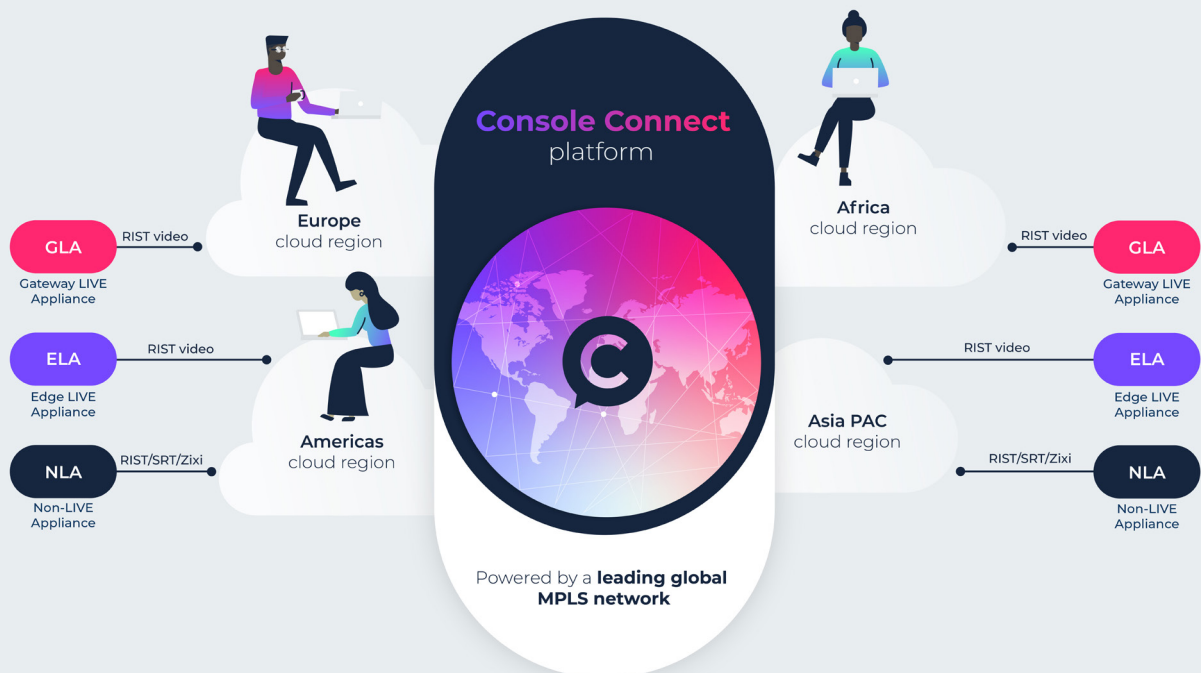 Console Connect
platform
Europe
cloud region
Africa
cloud region
GLA
RIST video
Gateway LIVE
Appliance
RIST video
GLA
Gateway LIVE
Appliance
ELA
RIST video
Edge LIVE
Appliance
RIST video
ELA
Edge LIVE
Appliance
Americas
cloud region
Asia PAC
cloud region
NLA
RIST/SRT/Zixi
Non-LIVE
Appliance
RIST/SRT/Zixi
NLA
Non-LIVE
Appliance
C
Powered by a leading global
MPLS network